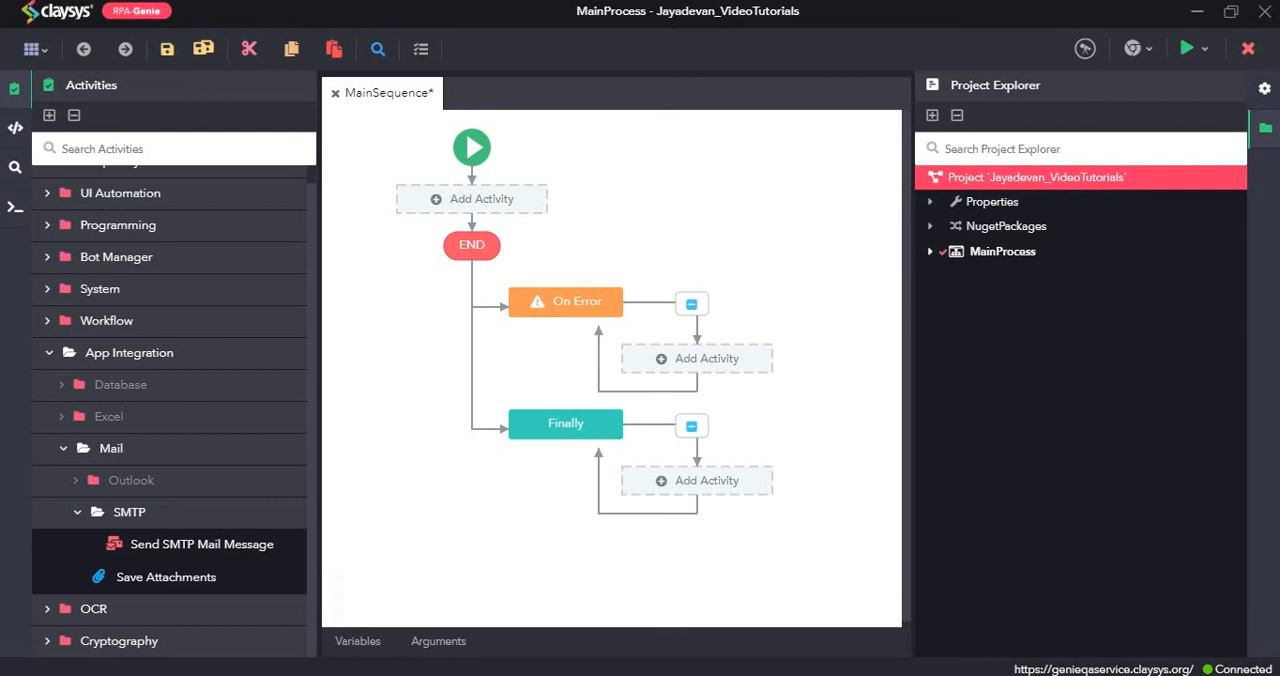 claysys
RPA-Genie
MainProcess - Jayadevan_VideoTutorials
Activities
Search Activities
UI Automation
Programming
Bot Manager
System
Workflow
App Integration
Database
Excel
Mail
Outlook
SMTP
Send SMTP Mail Message
Save Attachments
OCR
Cryptography
MainSequence*
Add Activity
END
On Error
Add Activity
Finally
Add Activity
Variables
Arguments
Project Explorer
Search Project Explorer
Project 'Jayadevan_VideoTutorials'
Properties
NugetPackages
MainProcess
https://genieqaservice.claysys.org/
Connected